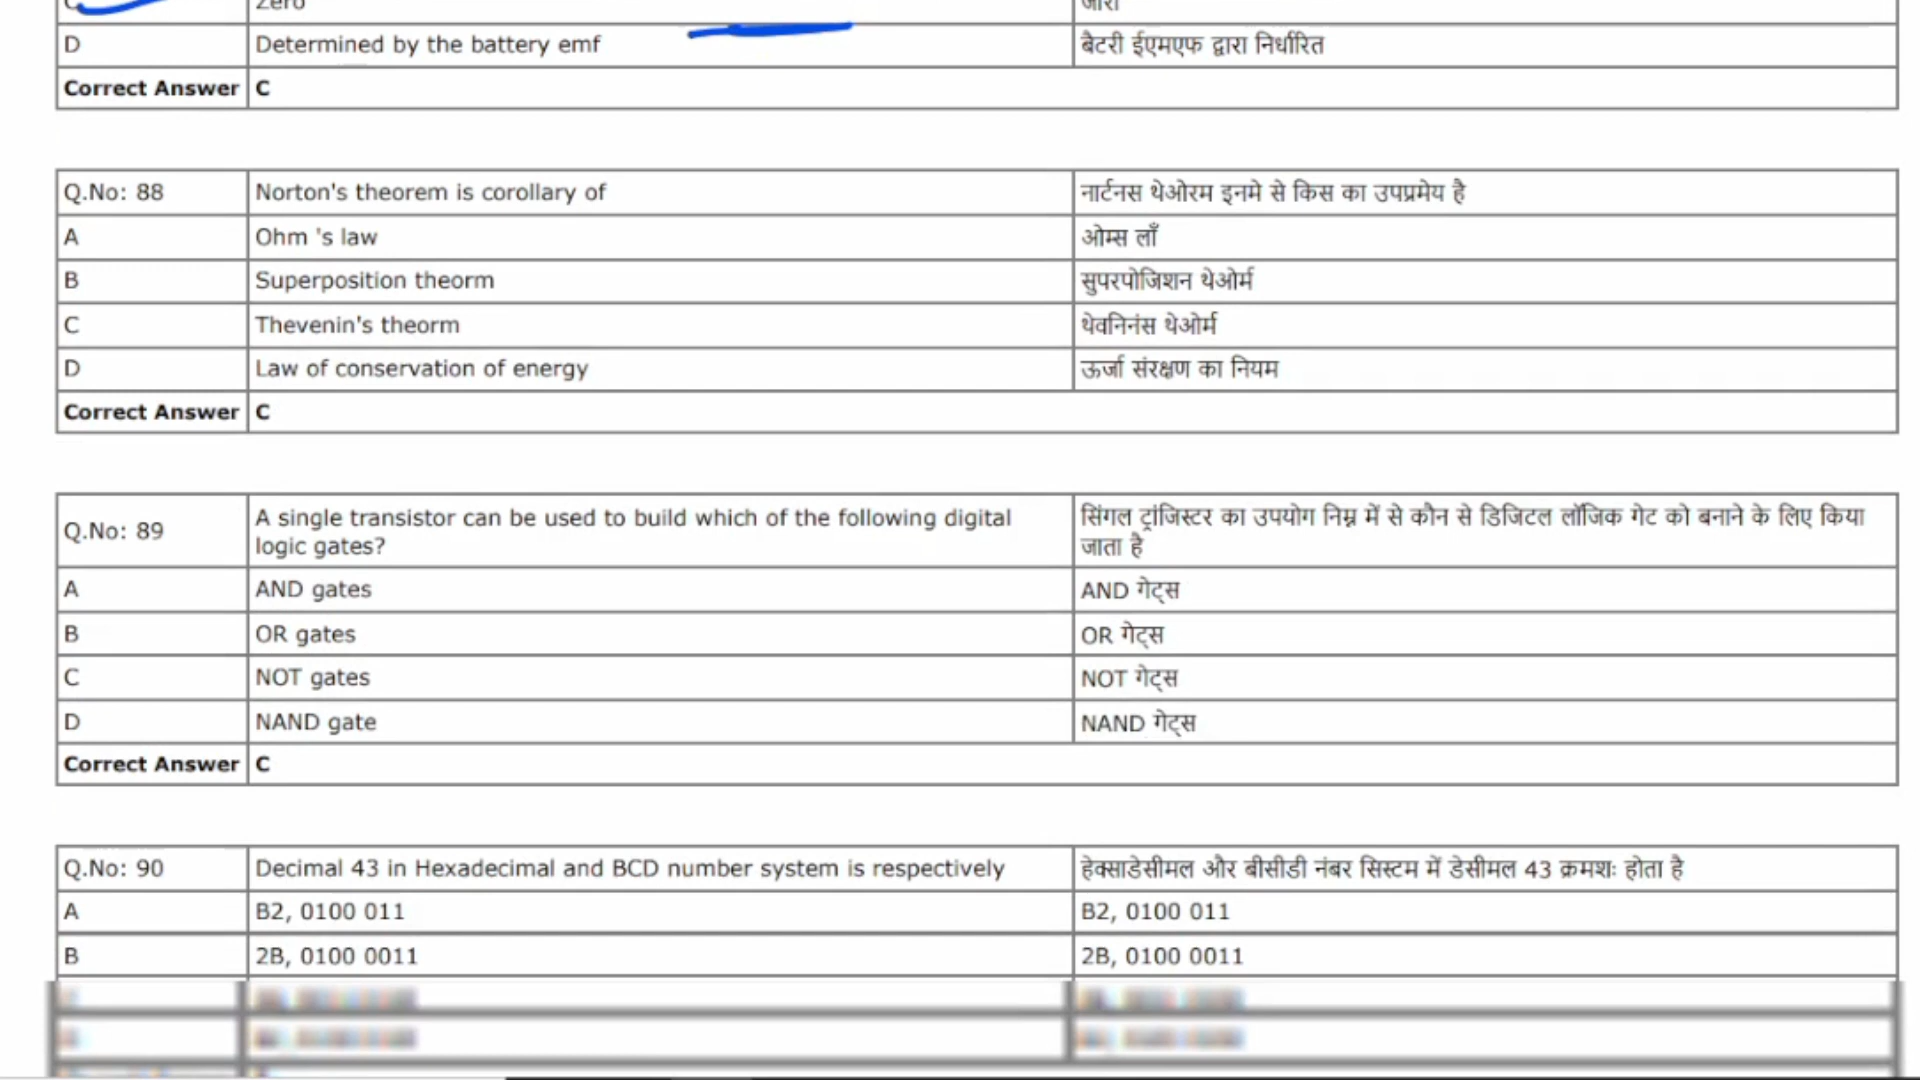 Zero
जीरो
D
Determined by the battery emf
बैटरी ईएमएफ द्वारा निर्धारित
Correct Answer
C
Q.No: 88
Norton's theorem is corollary of
नार्टनस थेओरम इनमे से किस का उपप्रमेय है
A
Ohm 's law
ओम्स लाँ
B
Superposition theorm
सुपरपोजिशन थेओर्म
C
Thevenin's theorm
थेवनिनंस थेओर्म
D
Law of conservation of energy
ऊर्जा संरक्षण का नियम
Correct Answer
C
Q.No: 89
A single transistor can be used to build which of the following digital
logic gates?
सिंगल ट्रांजिस्टर का उपयोग निम्न में से कौन से डिजिटल लॉजिक गेट को बनाने के लिए किया
जाता है
A
AND gates
AND गेट्स
B
OR gates
OR गेट्स
C
NOT gates
NOT गेट्स
D
NAND gate
NAND गेट्स
Correct Answer
C
Q.No: 90
Decimal 43 in Hexadecimal and BCD number system is respectively
हेक्साडेसीमल और बीसीडी नंबर सिस्टम में डेसीमल 43 क्रमशः होता है
A
B2, 0100 011
B2, 0100 011
B
2B, 0100 0011
2B, 0100 0011